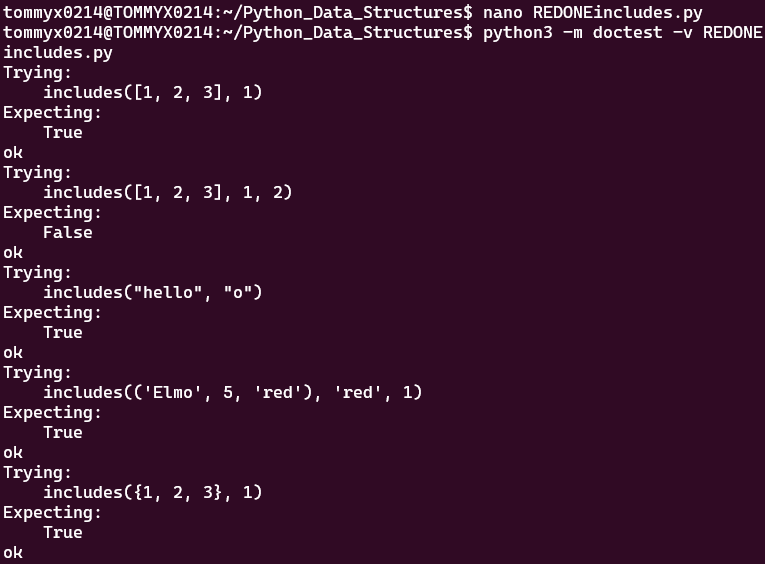 tommyx0214@TOMMYX0214:~/Python_Data_Structures$ nano REDONEincludes.py
tommyx0214@TOMMYX0214:~/Python_Data_Structures$ python3 -m doctest -v REDONE
includes.py
Trying:
    includes([1, 2, 3], 1)
Expecting:
    True
ok
Trying:
    includes([1, 2, 3], 1, 2)
Expecting:
    False
ok
Trying:
    includes("hello", "o")
Expecting:
    True
ok
Trying:
    includes(('Elmo', 5, 'red'), 'red', 1)
Expecting:
    True
ok
Trying:
    includes({1, 2, 3}, 1)
Expecting:
    True
ok